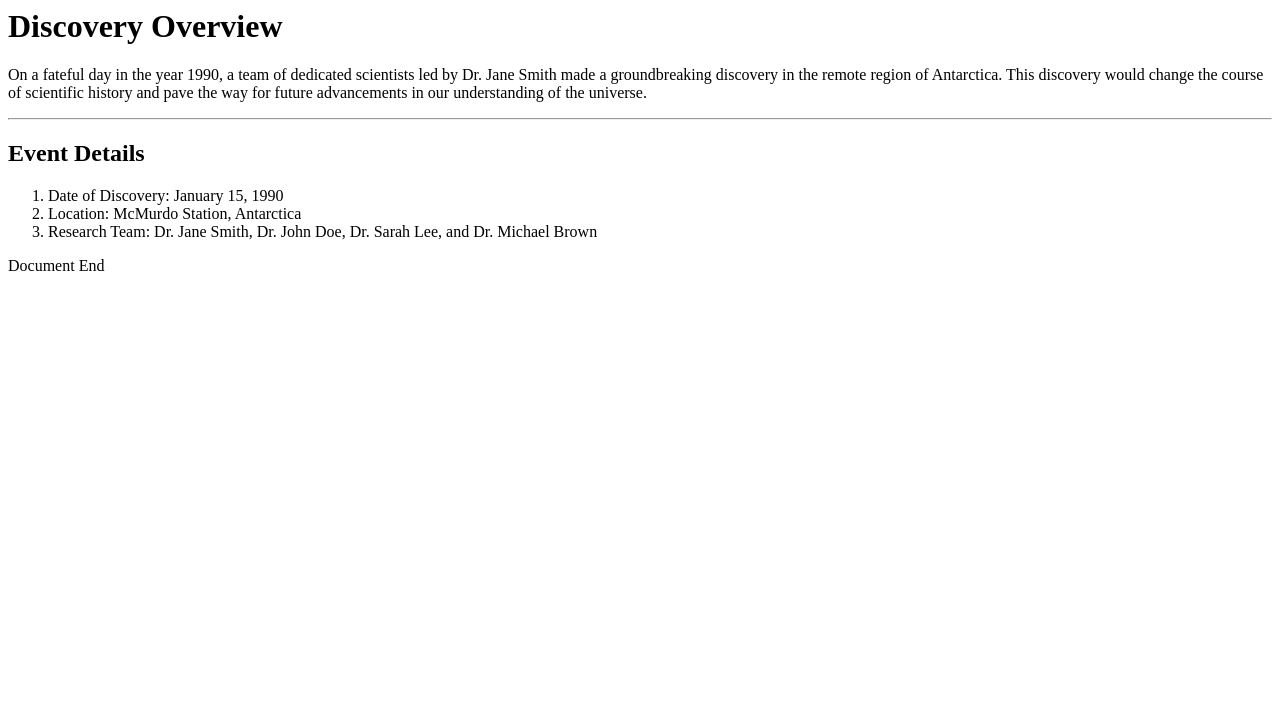 Discovery Overview
On a fateful day in the year 1990, a team of dedicated scientists led by Dr. Jane Smith made a groundbreaking discovery in the remote region of Antarctica. This discovery would change the course
of scientific history and pave the way for future advancements in our understanding of the universe.
Event Details
1. Date of Discovery: January 15, 1990
2. Location: McMurdo Station, Antarctica
3. Research Team: Dr. Jane Smith, Dr. John Doe, Dr. Sarah Lee, and Dr. Michael Brown
Document End